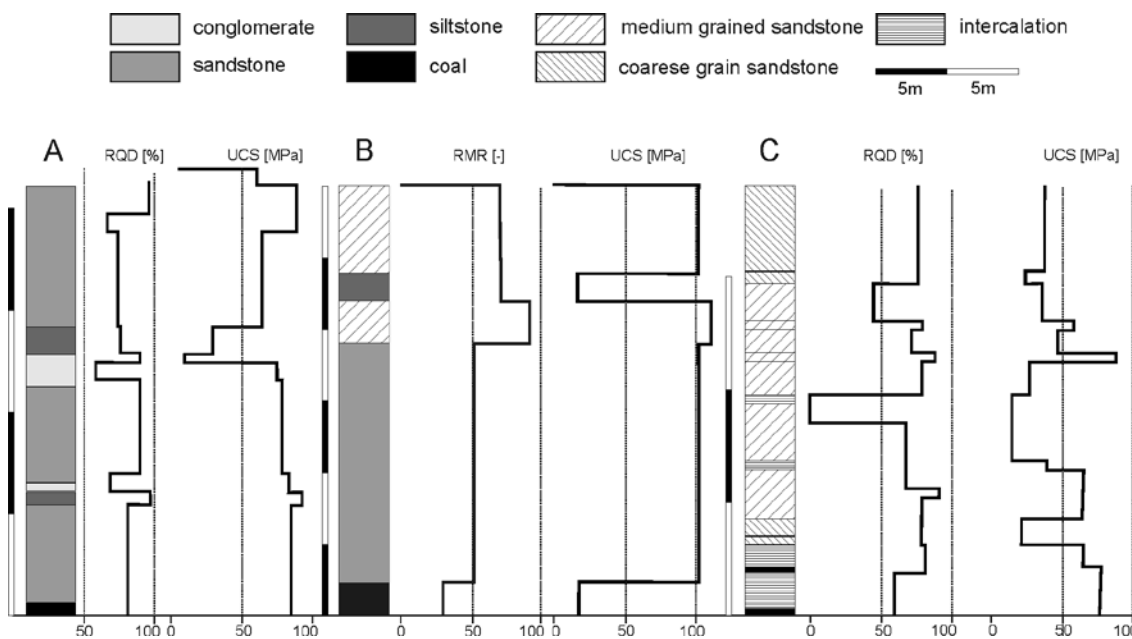 conglomerate siltstone medium grained sandstone intercalation
sandstone coal coarese grain sandstone
5m 5m
A RQD [%] UCS [MPa] B RMR [-] UCS [MPa] C RQD [%] UCS [MPa]
50 100 0 50 100 0 50 100 0 50 100 0 50 100 0 50 100